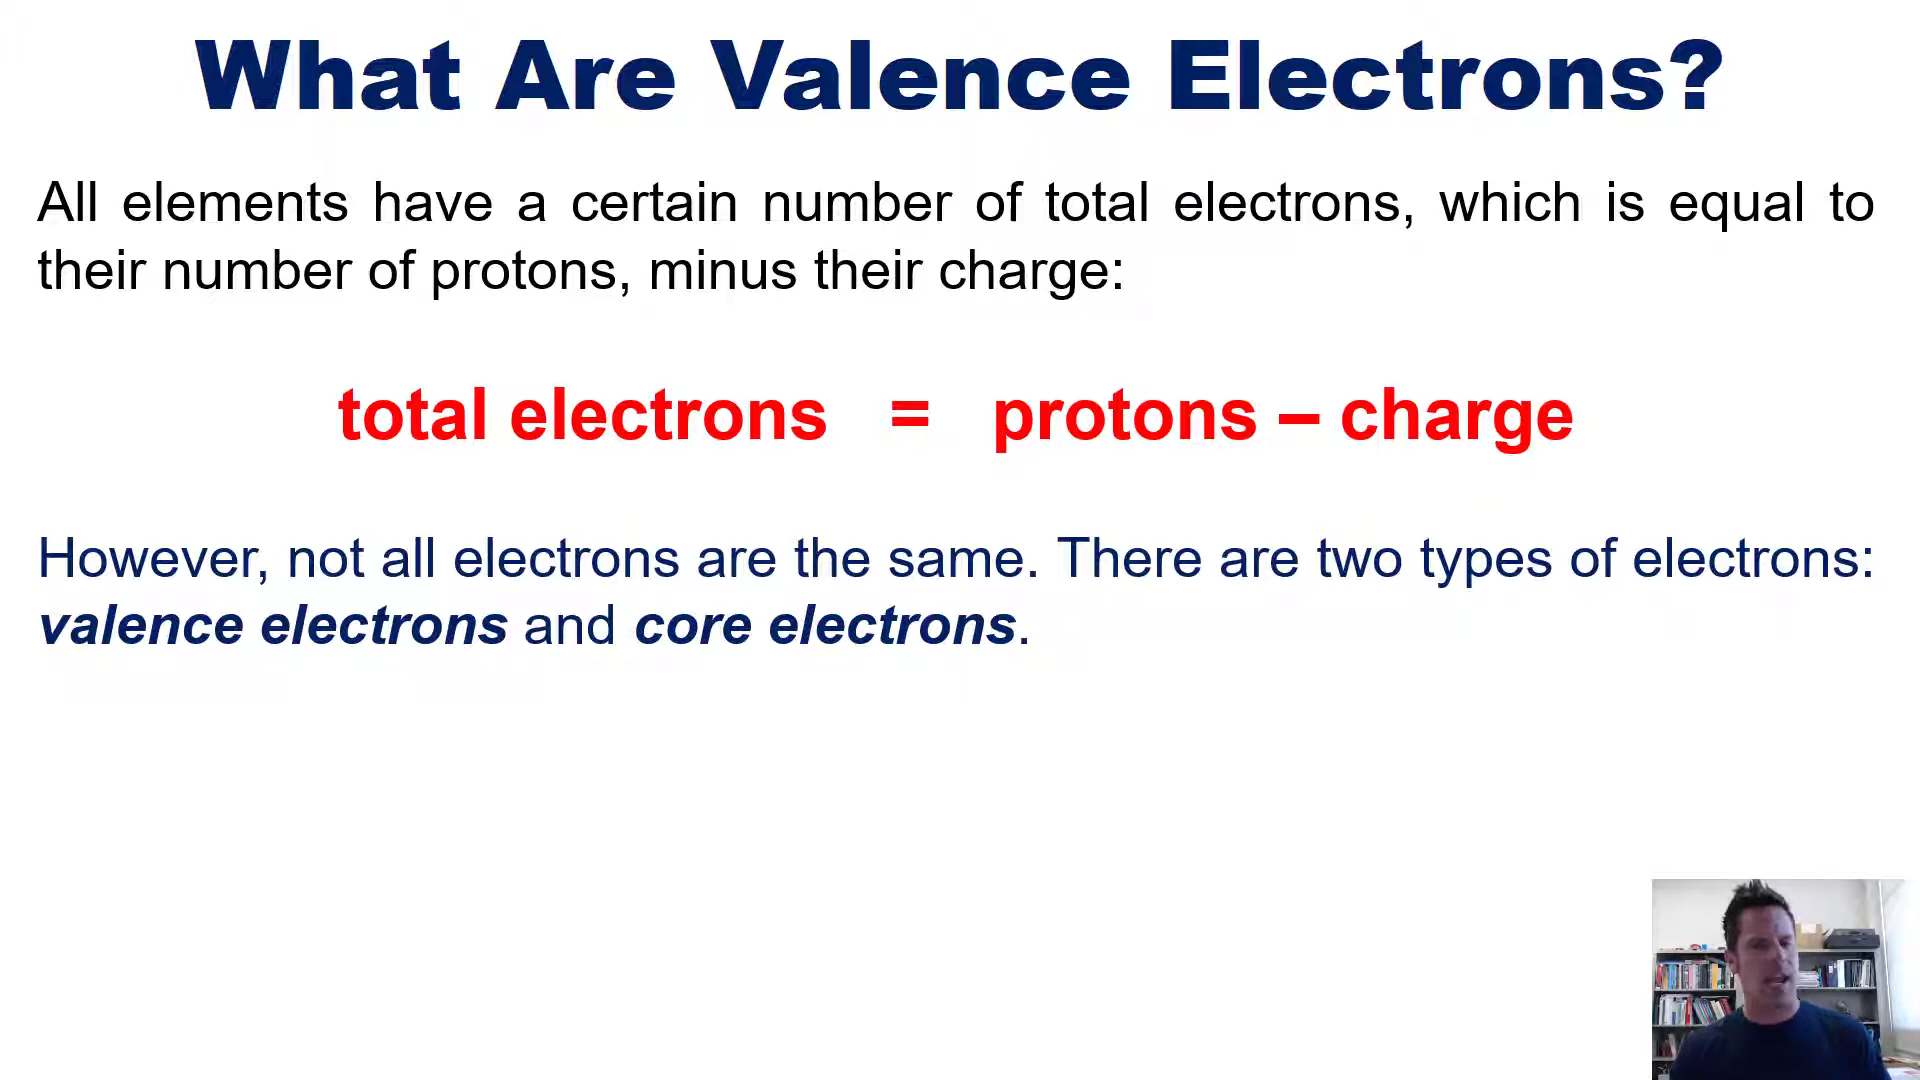 What Are Valence Electrons?
All elements have a certain number of total electrons, which is equal to
their number of protons, minus their charge:
total electrons = protons – charge
However, not all electrons are the same. There are two types of electrons:
valence electrons and core electrons.